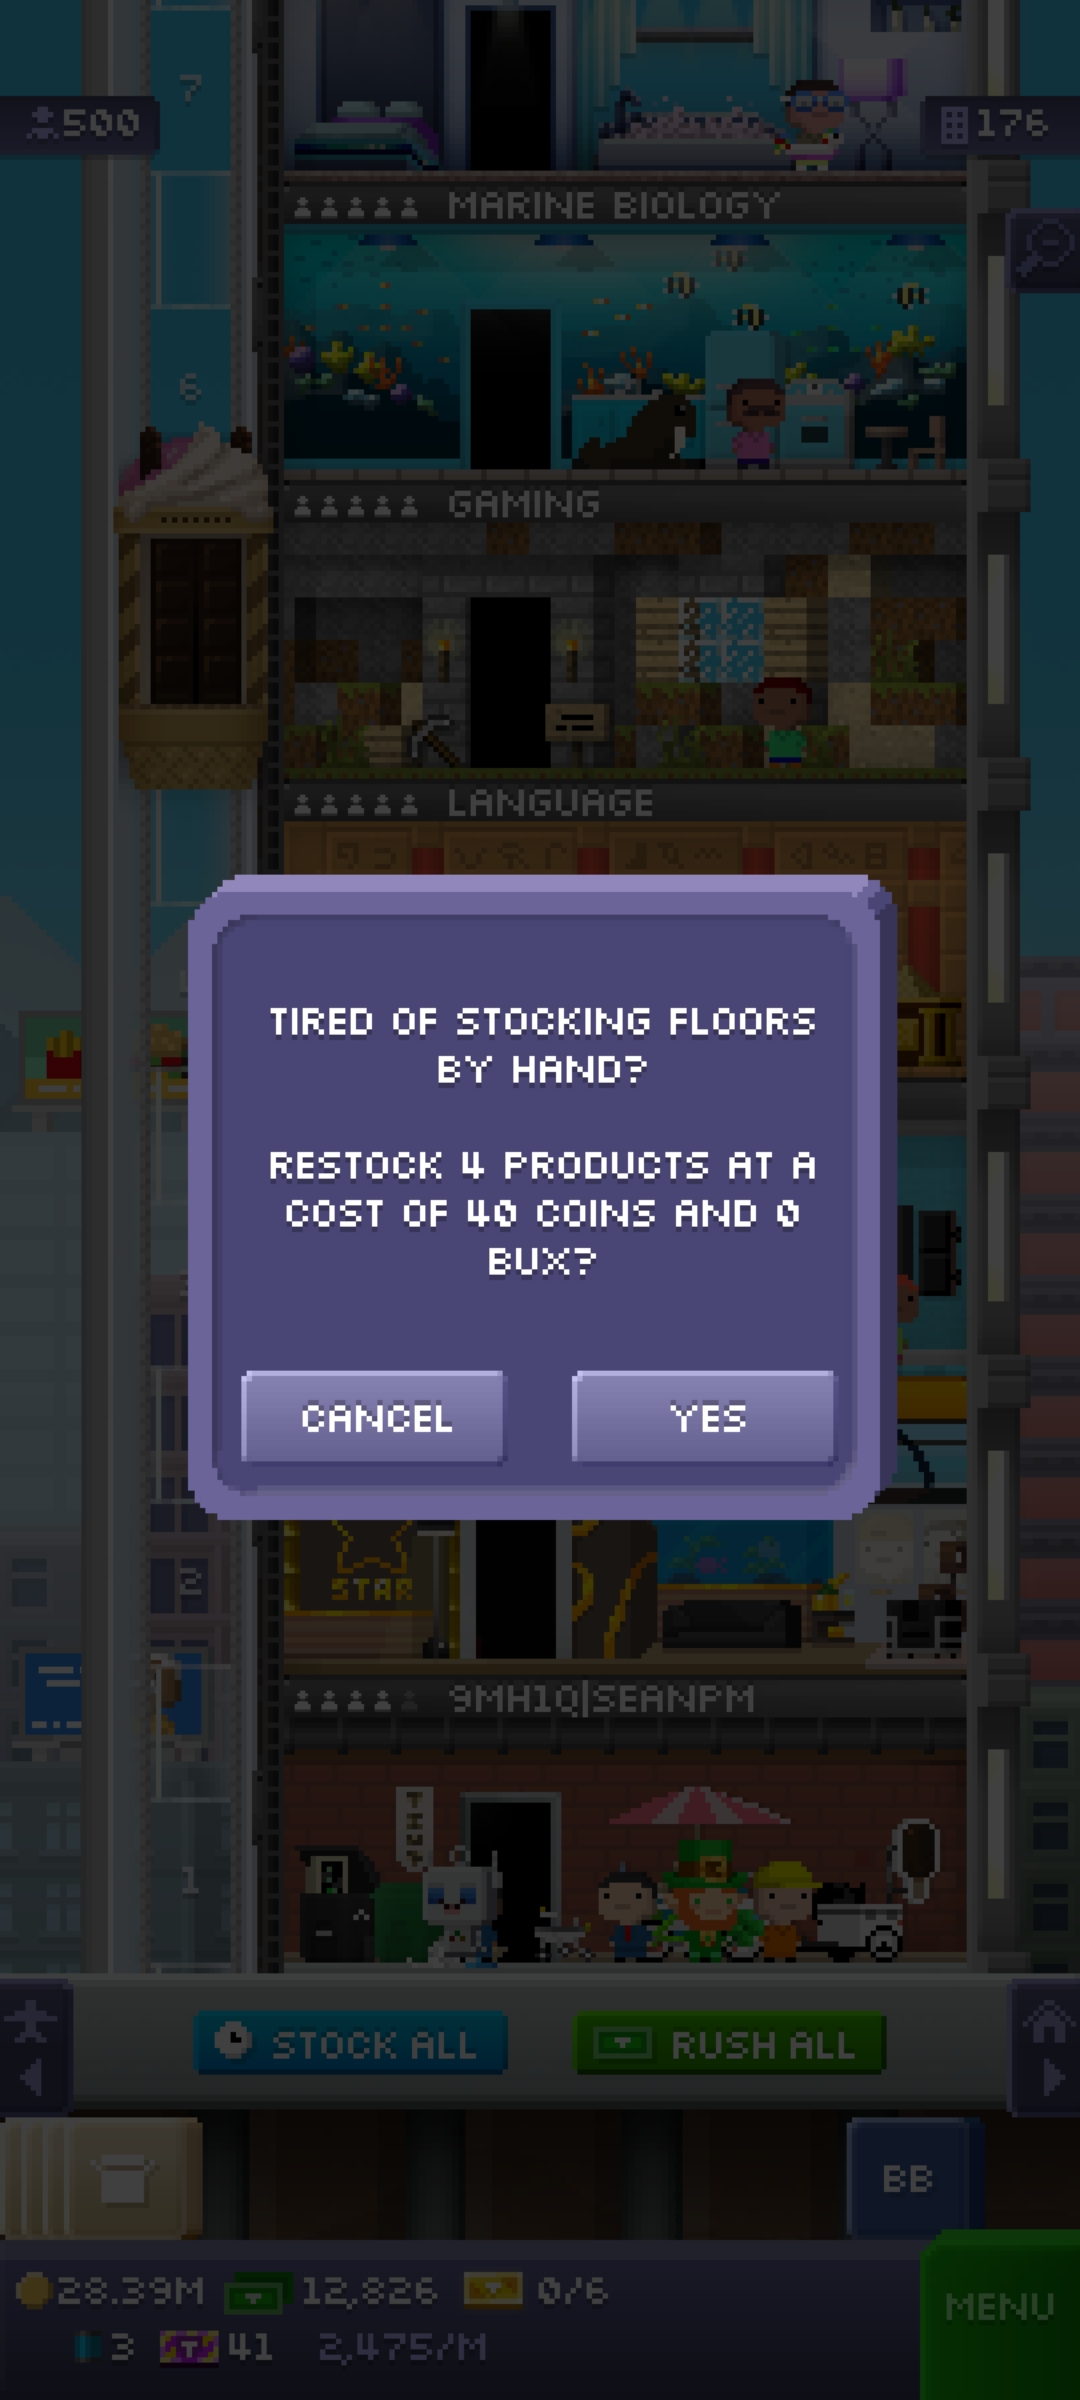 7
500
176
MARINE BIOLOGY
6
GAMING
LANGUAGE
TIRED OF STOCKING FLOORS
BY HAND?
RESTOCK 4 PRODUCTS AT A
COST OF 40 COINS AND 0
BUX?
CANCEL
YES
2
STAR
9MH1Q|SEANPM
1
STOCK ALL
RUSH ALL
BB
28.39M
12,826
0/6
MENU
3
41
2,475/M